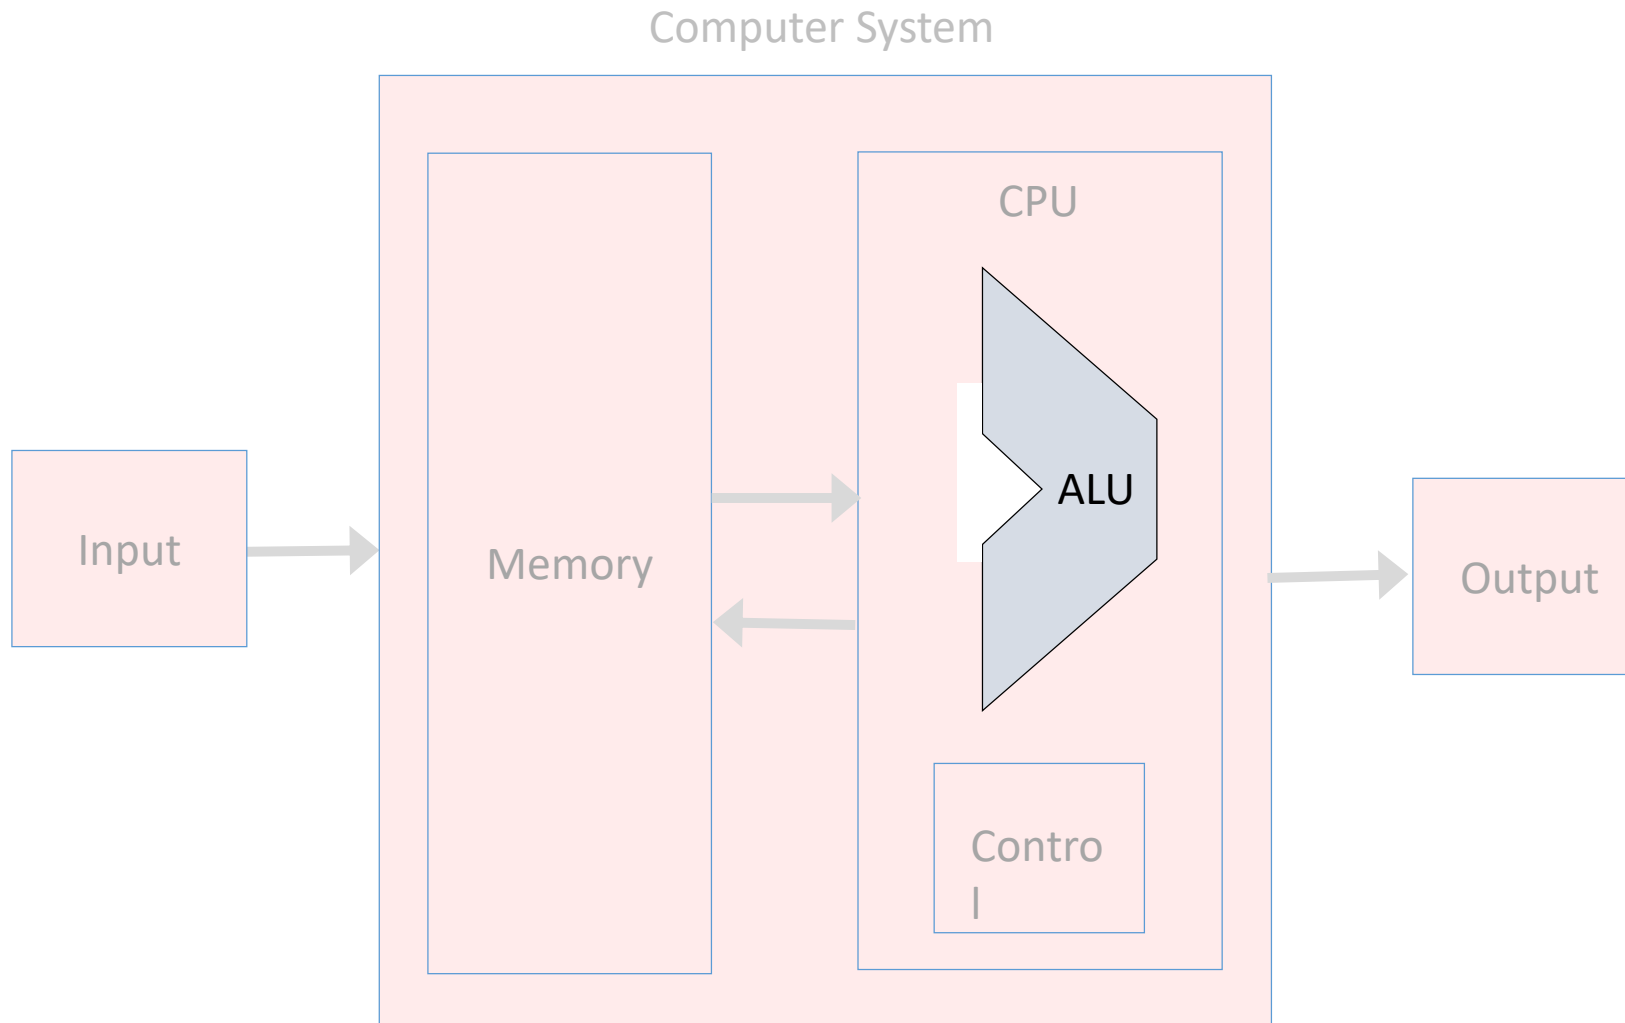 Computer System
CPU
ALU
Input
Memory
Output
Contro
l